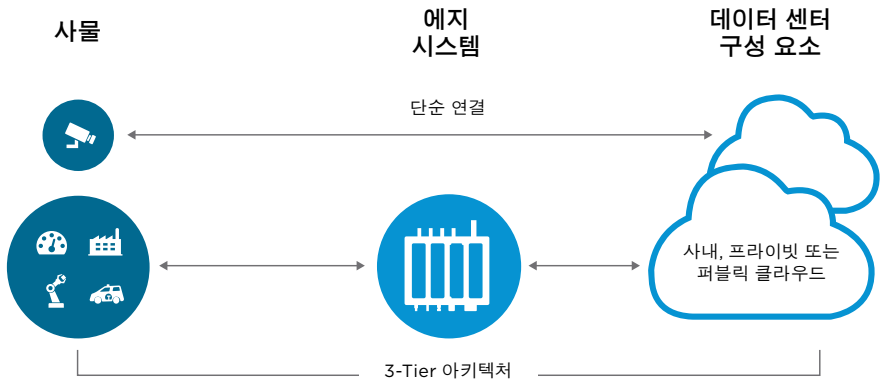 사물
에지
시스템
데이터 센터
구성 요소
단순 연결
사내, 프라이빗 또는
퍼블릭 클라우드
3-Tier 아키텍처